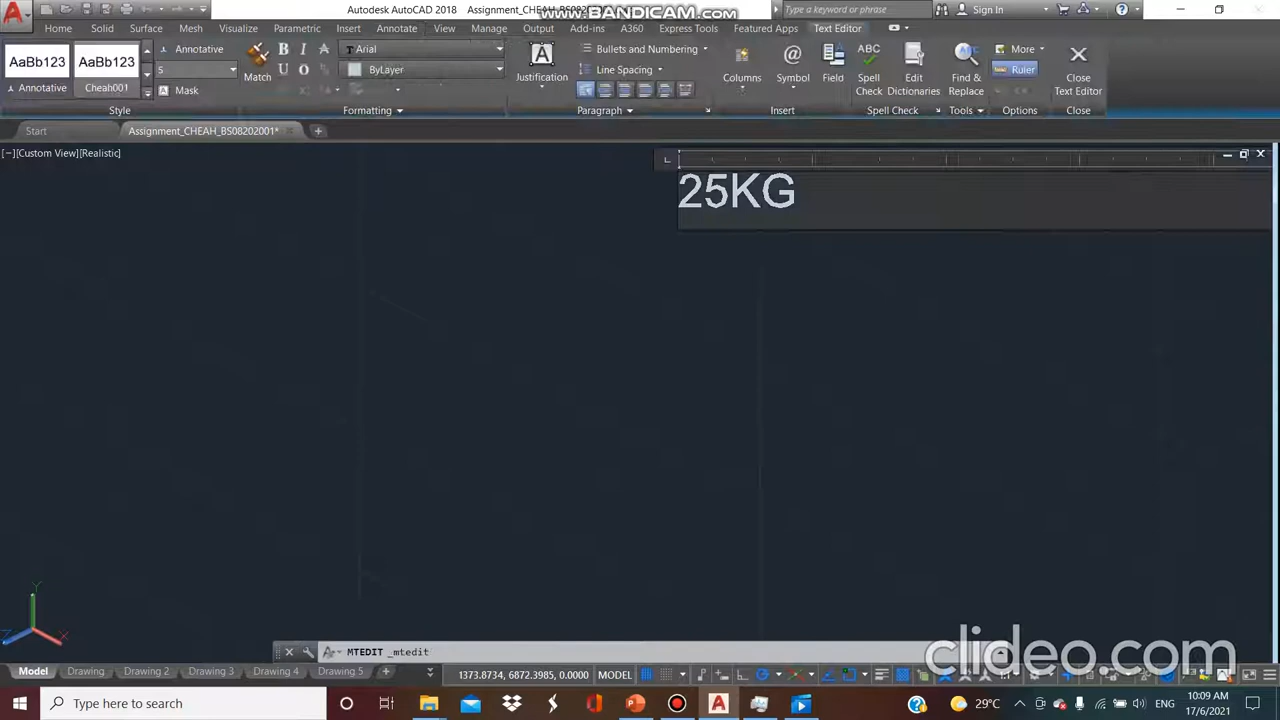 Autodesk AutoCAD 2018 Assignment_CHEAH_BS0820
www.BANDICAM.com
Type a keyword or phrase
Sign In
Home Solid Surface Mesh Visualize Parametric Insert Annotate View Manage Output Add-ins A360 Express Tools Featured Apps Text Editor
AaBb123 AaBb123 Annotative
Annotative Cheah001 5 Mask
Style
Match B I A Arial
U O ByLayer
Formatting
Justification Bullets and Numbering
Line Spacing
Paragraph
Columns Symbol Field
Insert
Spell Check Edit Dictionaries
Spell Check
Find & Replace
Tools
More
Ruler
Options
Close Text Editor
Close
Start Assignment_CHEAH_BS08202001*
[−][Custom View][Realistic]
25KG
Y
X
Z
MTEDIT _mtedit
clideo.com
Model Drawing Drawing 2 Drawing 3 Drawing 4 Drawing 5 1373.8734, 6872.3985, 0.0000 MODEL
Type here to search
29°C
ENG
10:09 AM
17/6/2021